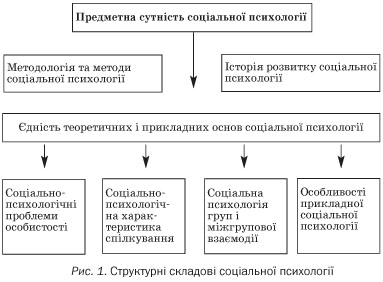 Предметна сутність соціальної психології
Методологія та методи
соціальної психології
Історія розвитку соціальної
психології
Єдність теоретичних і прикладних основ соціальної психології
Соціально-
психологічні
проблеми
особистості
Соціально-
психологіч-
на харак-
теристика
спілкування
Соціальна
психологія
груп і
міжгрупової
взаємодії
Особливості
прикладної
соціальної
психології
Рис. 1. Структурні складові соціальної психології